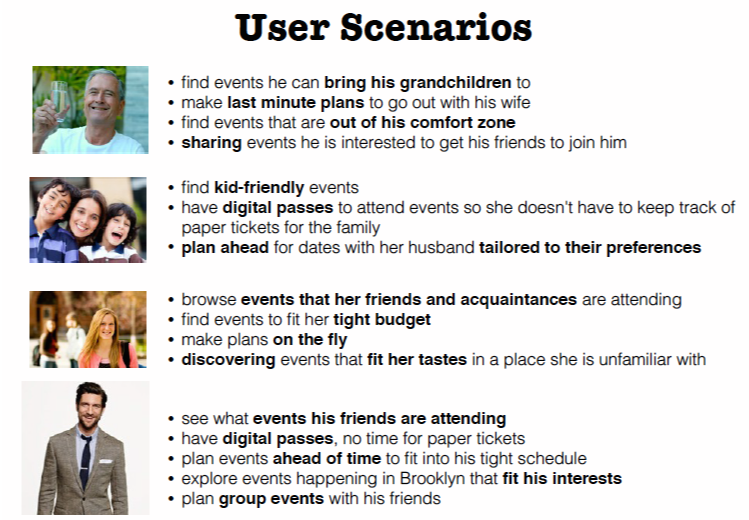 User Scenarios
• find events he can bring his grandchildren to
• make last minute plans to go out with his wife
• find events that are out of his comfort zone
• sharing events he is interested to get his friends to join him
• find kid-friendly events
• have digital passes to attend events so she doesn't have to keep track of
paper tickets for the family
• plan ahead for dates with her husband tailored to their preferences
• browse events that her friends and acquaintances are attending
• find events to fit her tight budget
• make plans on the fly
• discovering events that fit her tastes in a place she is unfamiliar with
• see what events his friends are attending
• have digital passes, no time for paper tickets
• plan events ahead of time to fit into his tight schedule
• explore events happening in Brooklyn that fit his interests
• plan group events with his friends